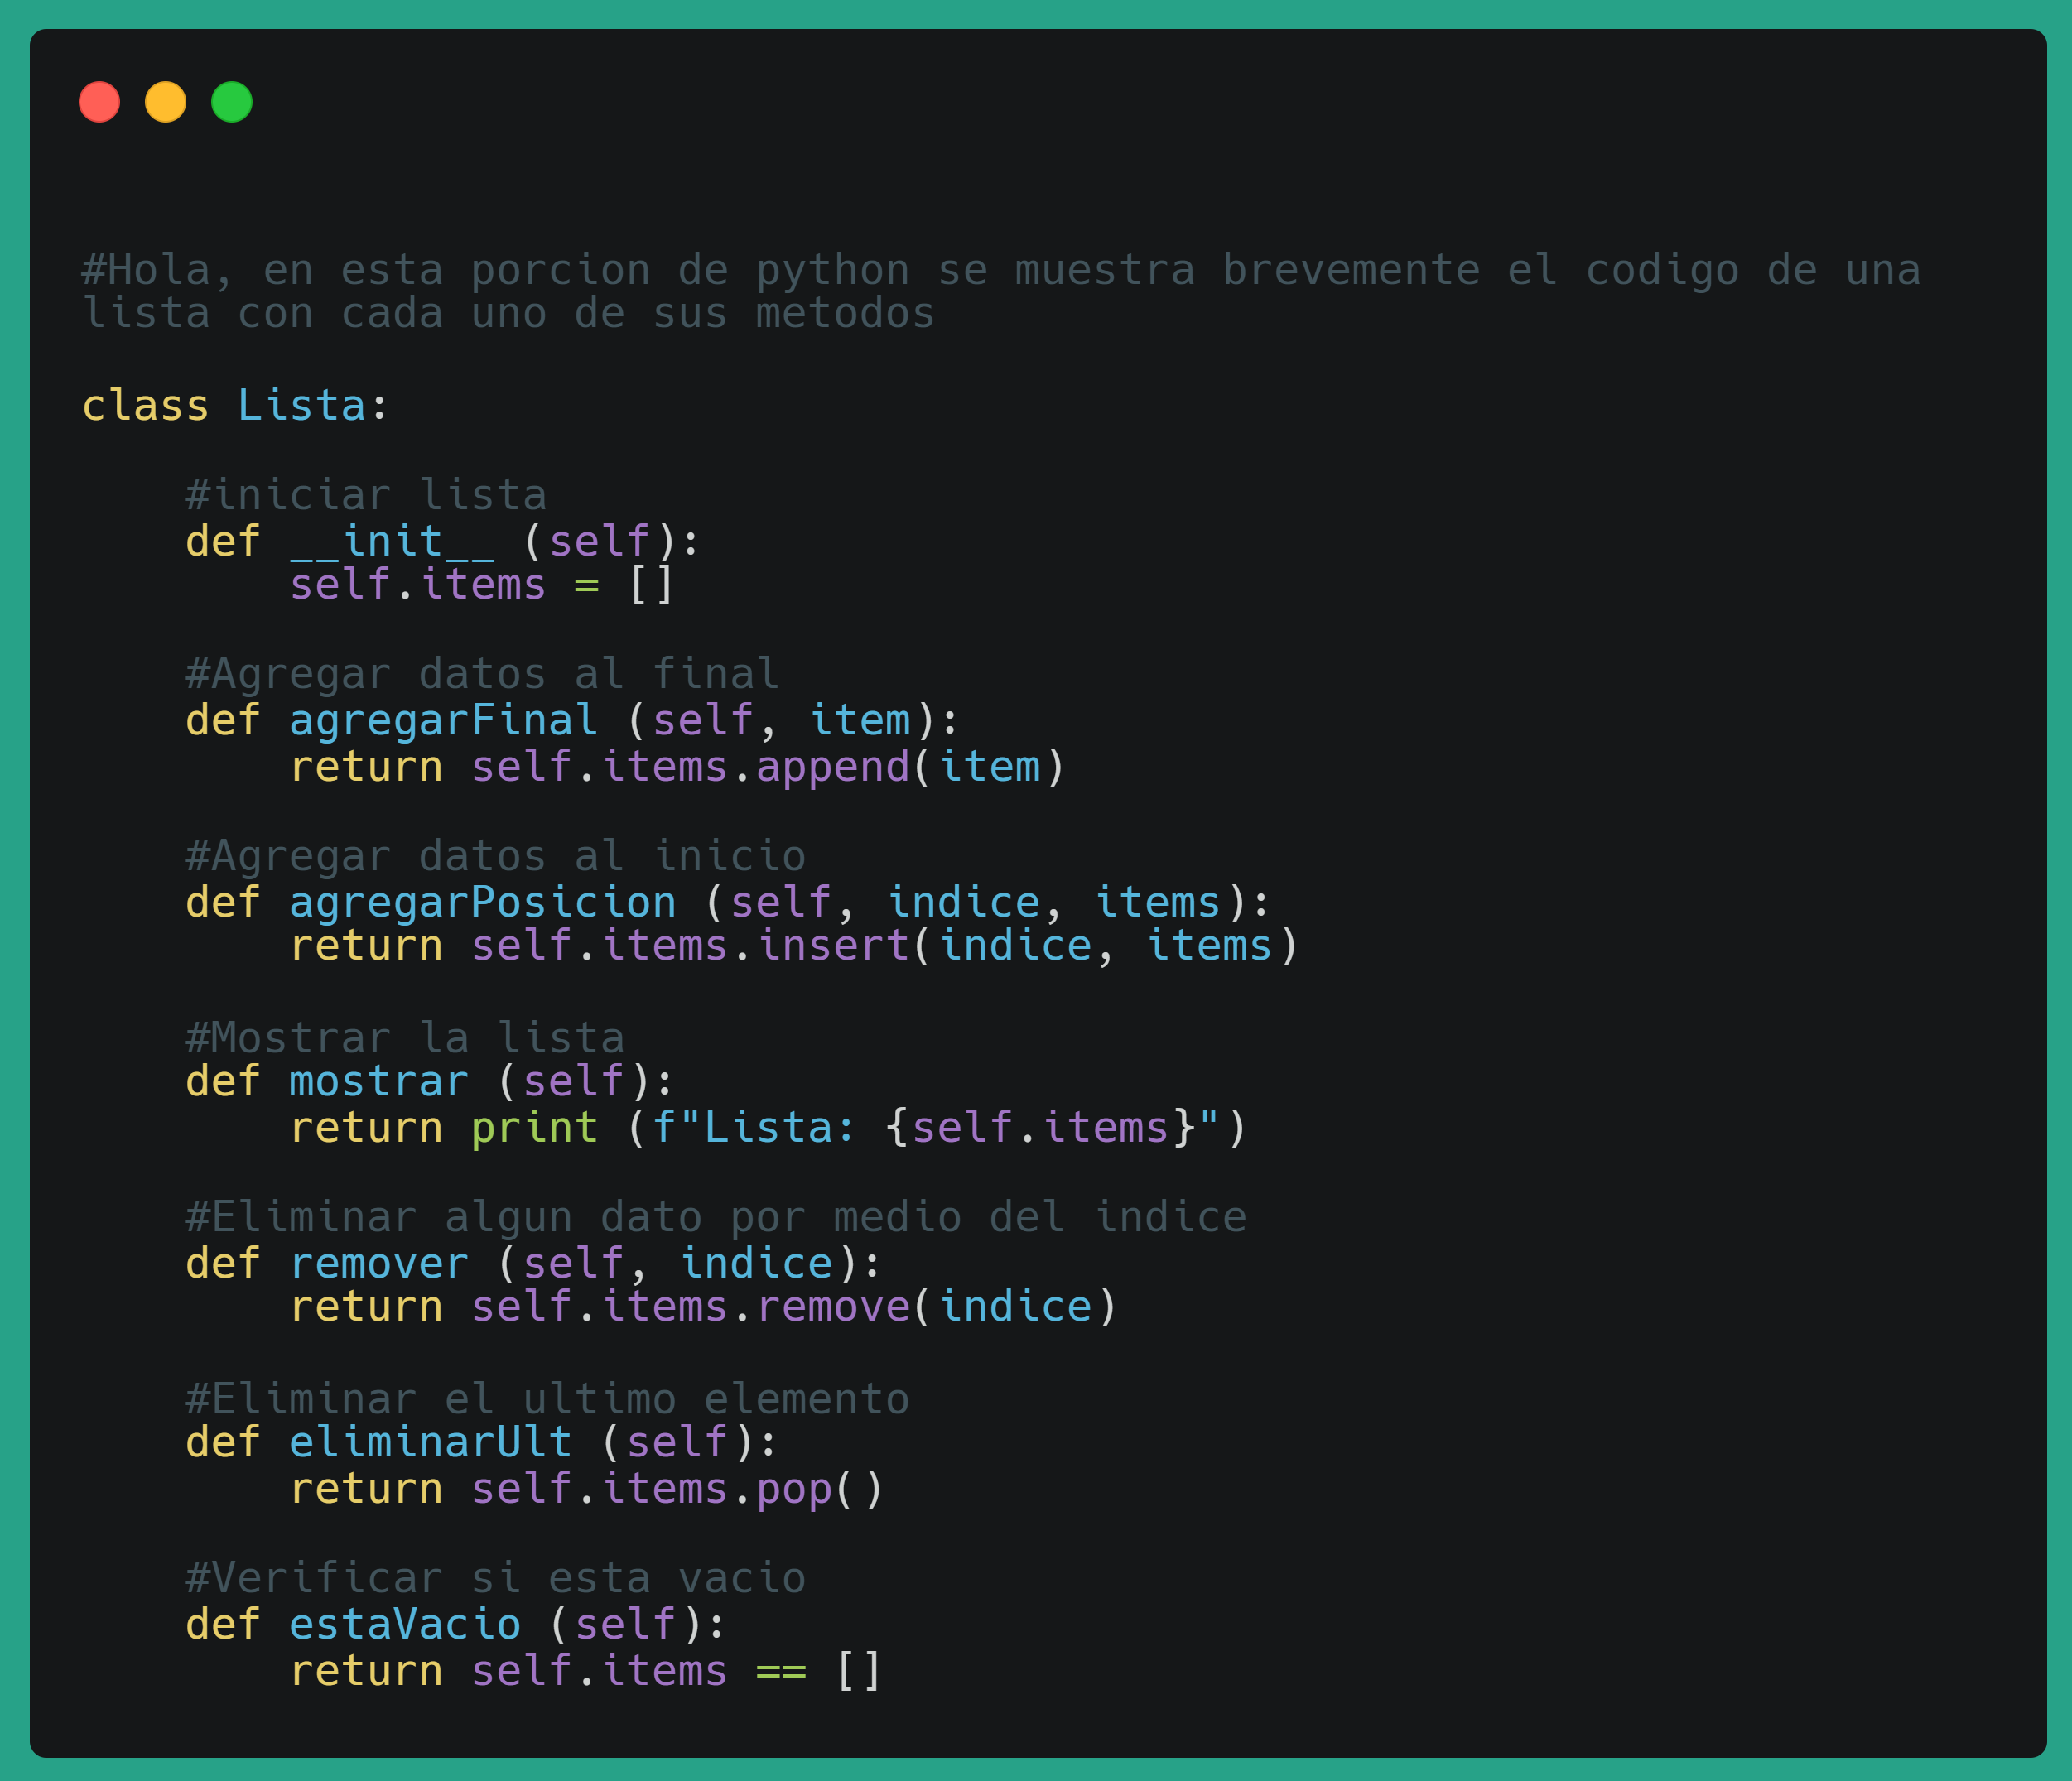 #Hola, en esta porcion de python se muestra brevemente el codigo de una
lista con cada uno de sus metodos
class Lista:
    #iniciar lista
    def __init__ (self):
        self.items = []
    #Agregar datos al final
    def agregarFinal (self, item):
        return self.items.append(item)
    #Agregar datos al inicio
    def agregarPosicion (self, indice, items):
        return self.items.insert(indice, items)
    #Mostrar la lista
    def mostrar (self):
        return print (f"Lista: {self.items}")
    #Eliminar algun dato por medio del indice
    def remover (self, indice):
        return self.items.remove(indice)
    #Eliminar el ultimo elemento
    def eliminarUlt (self):
        return self.items.pop()
    #Verificar si esta vacio
    def estaVacio (self):
        return self.items == []